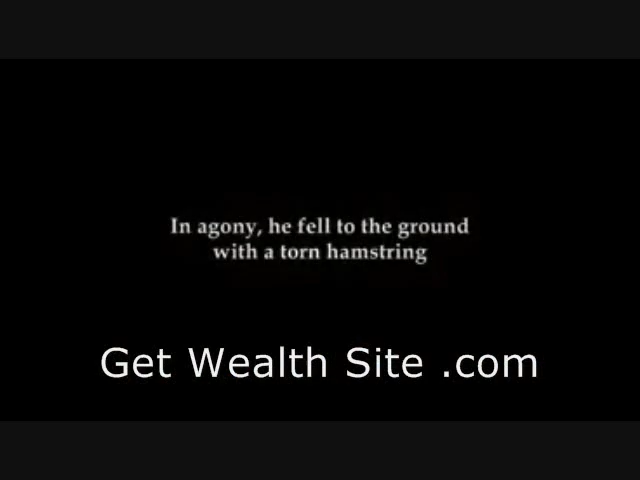 In agony, he fell to the ground
with a torn hamstring
Get Wealth Site .com